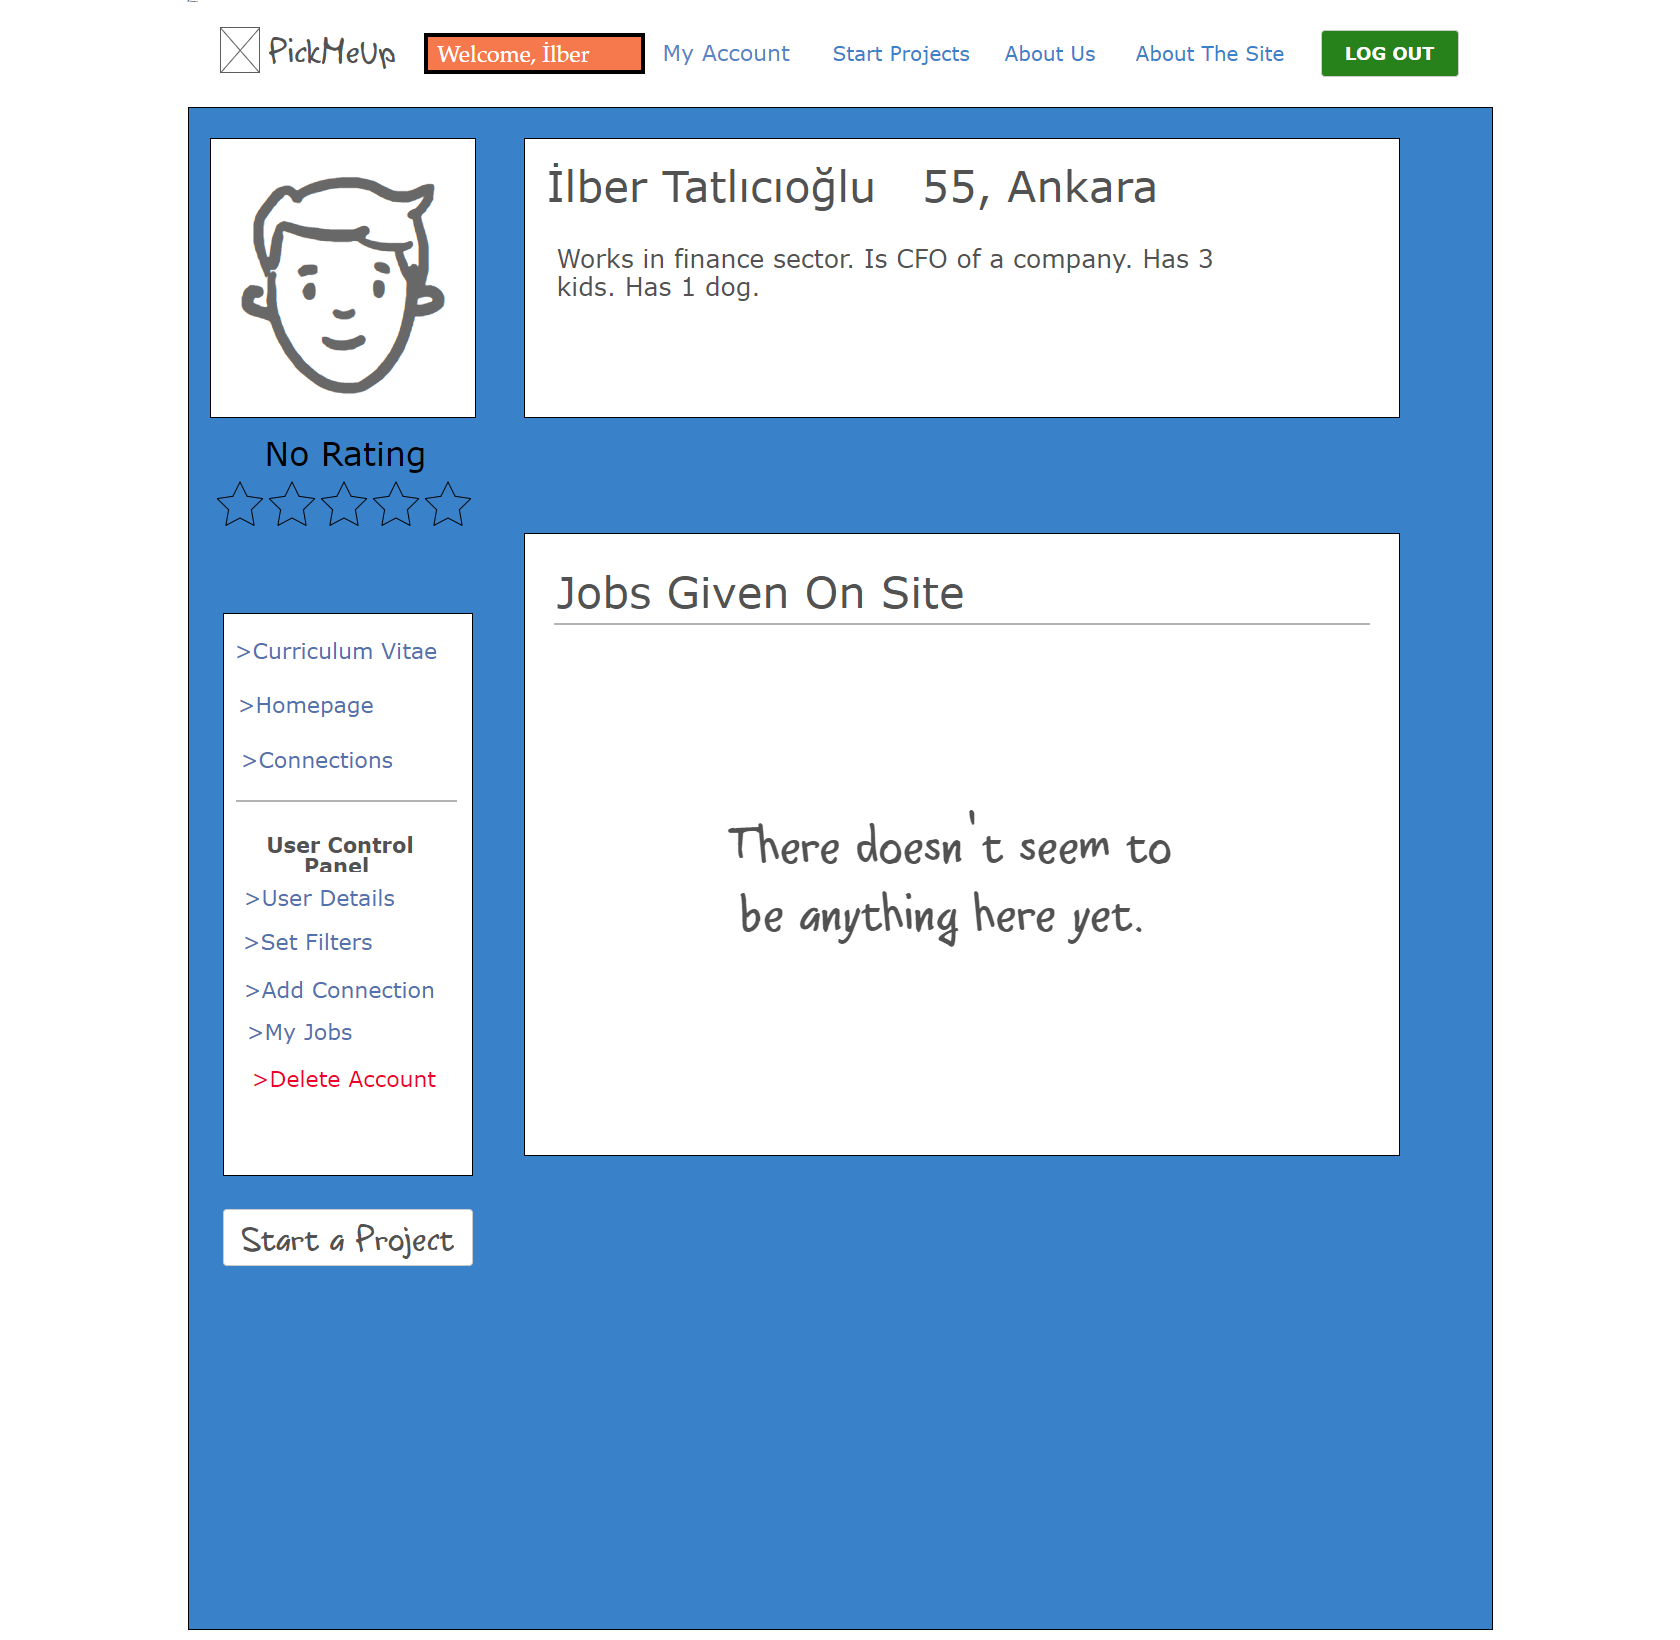 PickMeUp
Welcome, İlber
My Account
Start Projects
About Us
About The Site
LOG OUT
İlber Tatlıcıoğlu 55, Ankara
Works in finance sector. Is CFO of a company. Has 3
kids. Has 1 dog.
No Rating
Jobs Given On Site
There doesn't seem to
be anything here yet.
>Curriculum Vitae
>Homepage
>Connections
User Control
Panel
>User Details
>Set Filters
>Add Connection
>My Jobs
>Delete Account
Start a Project